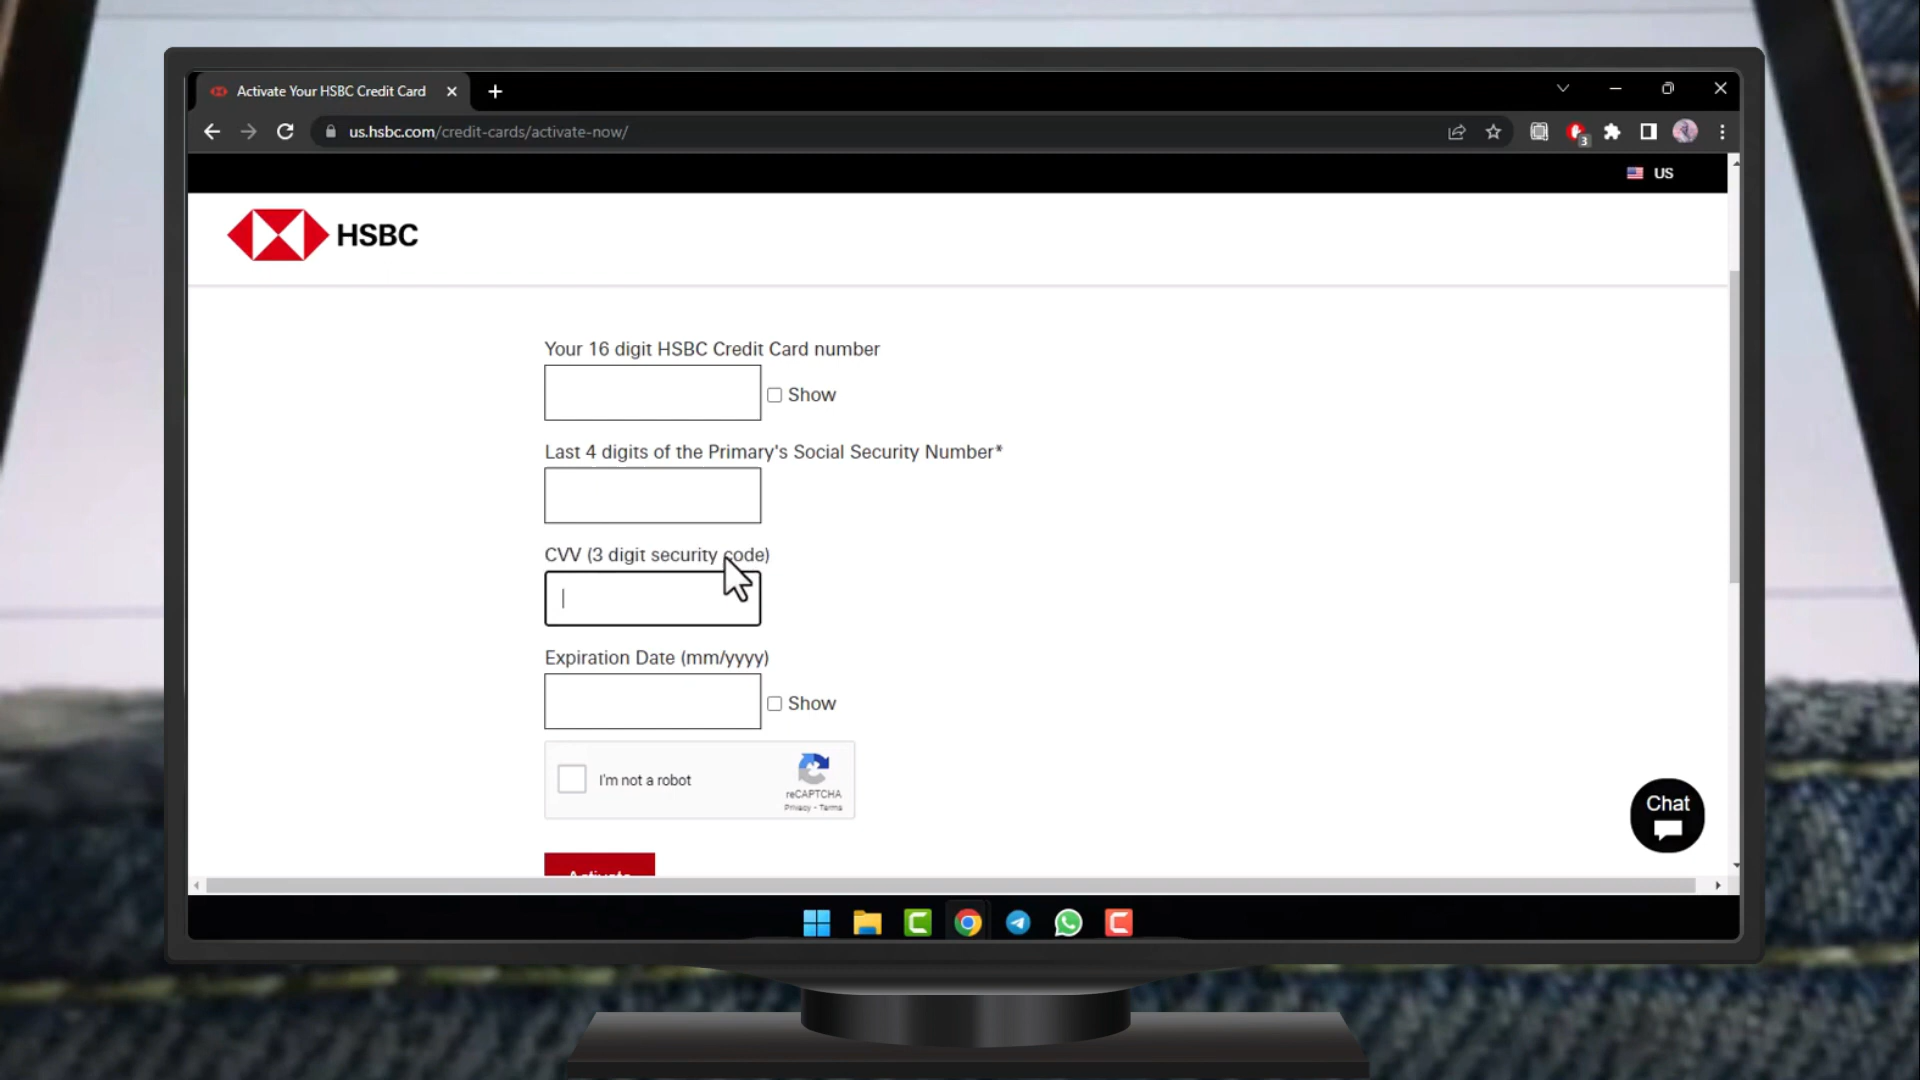 Activate Your HSBC Credit Card
us.hsbc.com/credit-cards/activate-now/
3
US
HSBC
Your 16 digit HSBC Credit Card number
Show
Last 4 digits of the Primary's Social Security Number*
CVV (3 digit security code)
Expiration Date (mm/yyyy)
Show
I'm not a robot
reCAPTCHA
Privacy - Terms
Chat
Activate